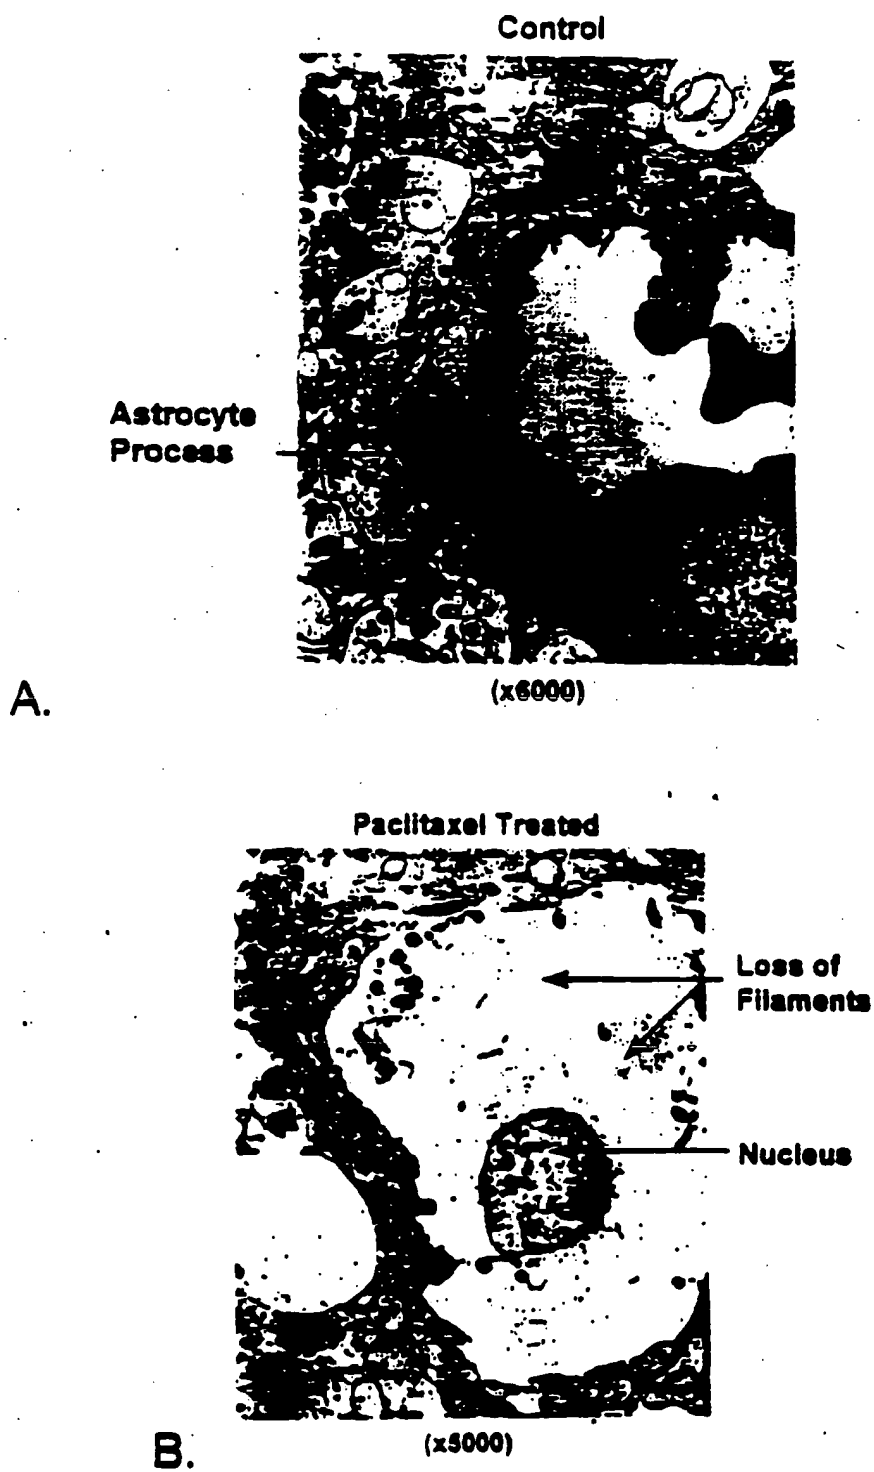 Control
Astrocyte
Process
(x6000)
A.
Paclitaxel Treated
Loss of
Filaments
Nucleus
(x5000)
B.